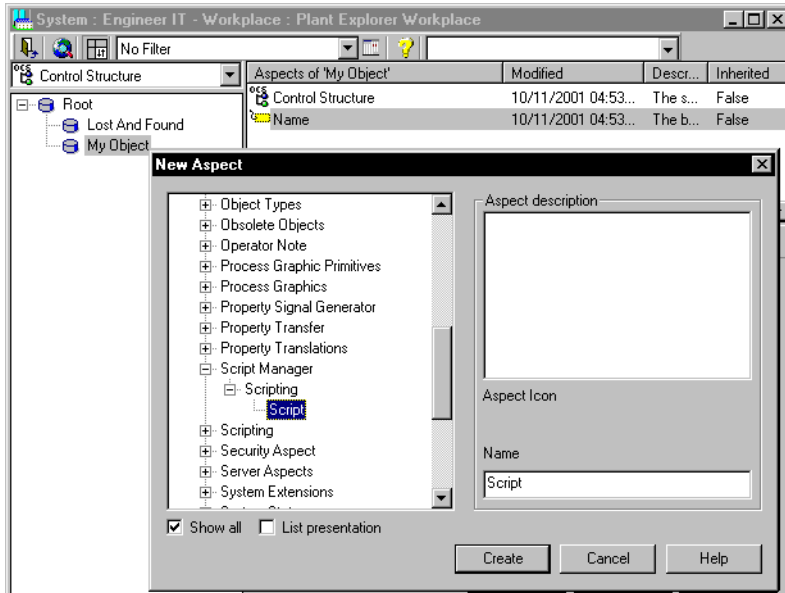 System : Engineer IT - Workplace : Plant Explorer Workplace
No Filter
Control Structure
Aspects of 'My Object' Modified Descr... Inherited
Control Structure 10/11/2001 04:53... The s... False
Name 10/11/2001 04:53... The b... False
Root
Lost And Found
My Object
New Aspect
Object Types
Obsolete Objects
Operator Note
Process Graphic Primitives
Process Graphics
Property Signal Generator
Property Transfer
Property Translations
Script Manager
Scripting
Script
Scripting
Security Aspect
Server Aspects
System Extensions
Aspect description
Aspect Icon
Name
Script
Show all List presentation
Create Cancel Help